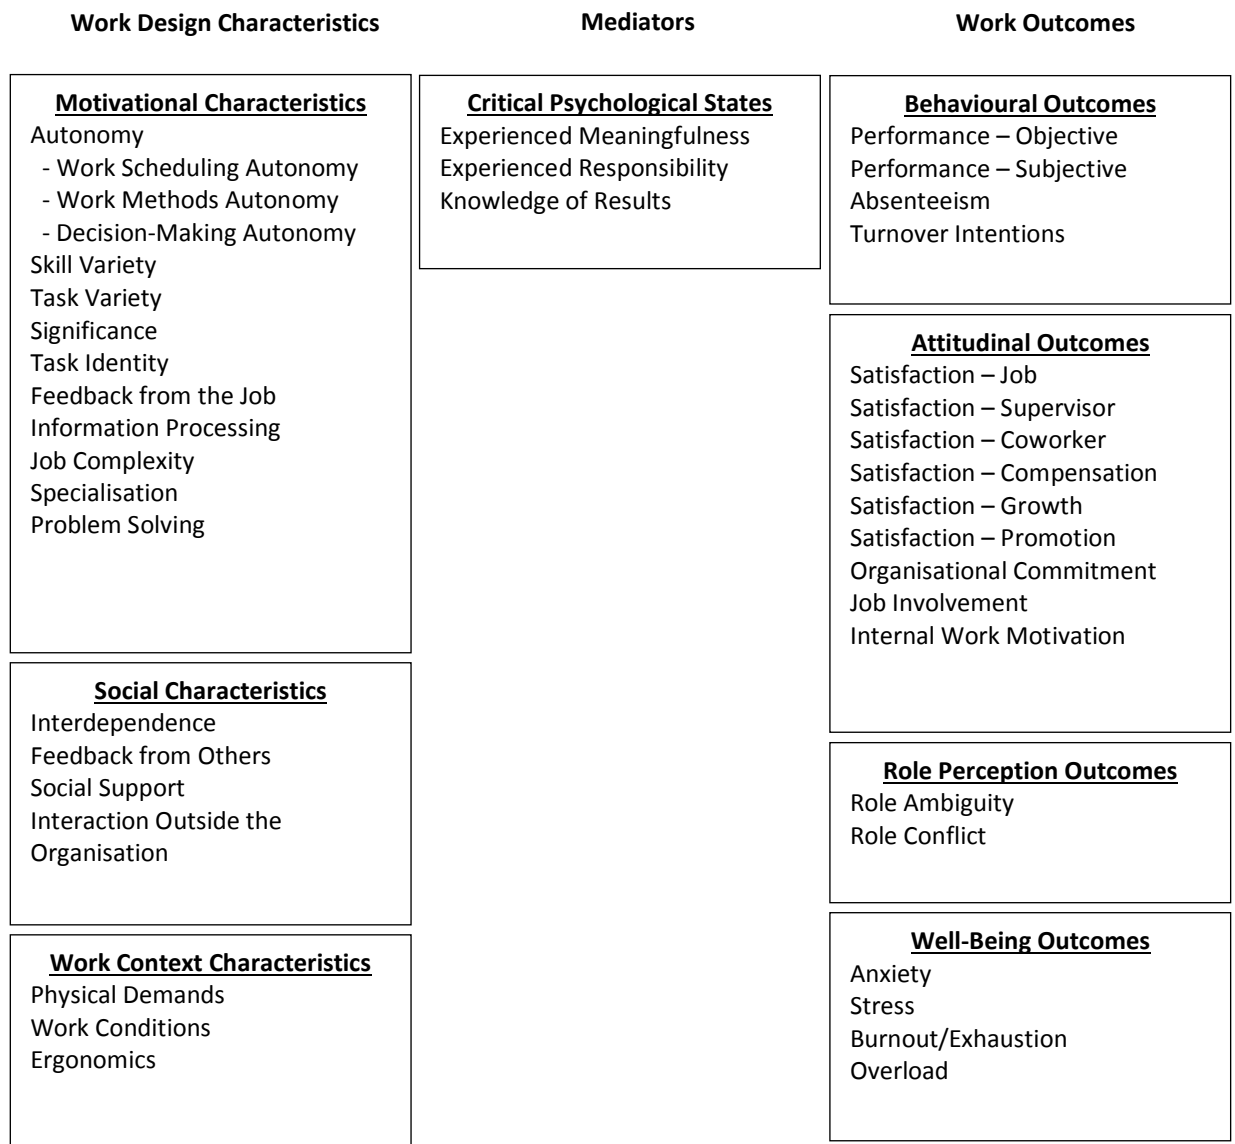 Work Design Characteristics
Mediators
Work Outcomes
Motivational Characteristics
Autonomy
- Work Scheduling Autonomy
- Work Methods Autonomy
- Decision-Making Autonomy
Skill Variety
Task Variety
Significance
Task Identity
Feedback from the Job
Information Processing
Job Complexity
Specialisation
Problem Solving
Social Characteristics
Interdependence
Feedback from Others
Social Support
Interaction Outside the
Organisation
Work Context Characteristics
Physical Demands
Work Conditions
Ergonomics
Critical Psychological States
Experienced Meaningfulness
Experienced Responsibility
Knowledge of Results
Behavioural Outcomes
Performance – Objective
Performance – Subjective
Absenteeism
Turnover Intentions
Attitudinal Outcomes
Satisfaction – Job
Satisfaction – Supervisor
Satisfaction – Coworker
Satisfaction – Compensation
Satisfaction – Growth
Satisfaction – Promotion
Organisational Commitment
Job Involvement
Internal Work Motivation
Role Perception Outcomes
Role Ambiguity
Role Conflict
Well-Being Outcomes
Anxiety
Stress
Burnout/Exhaustion
Overload